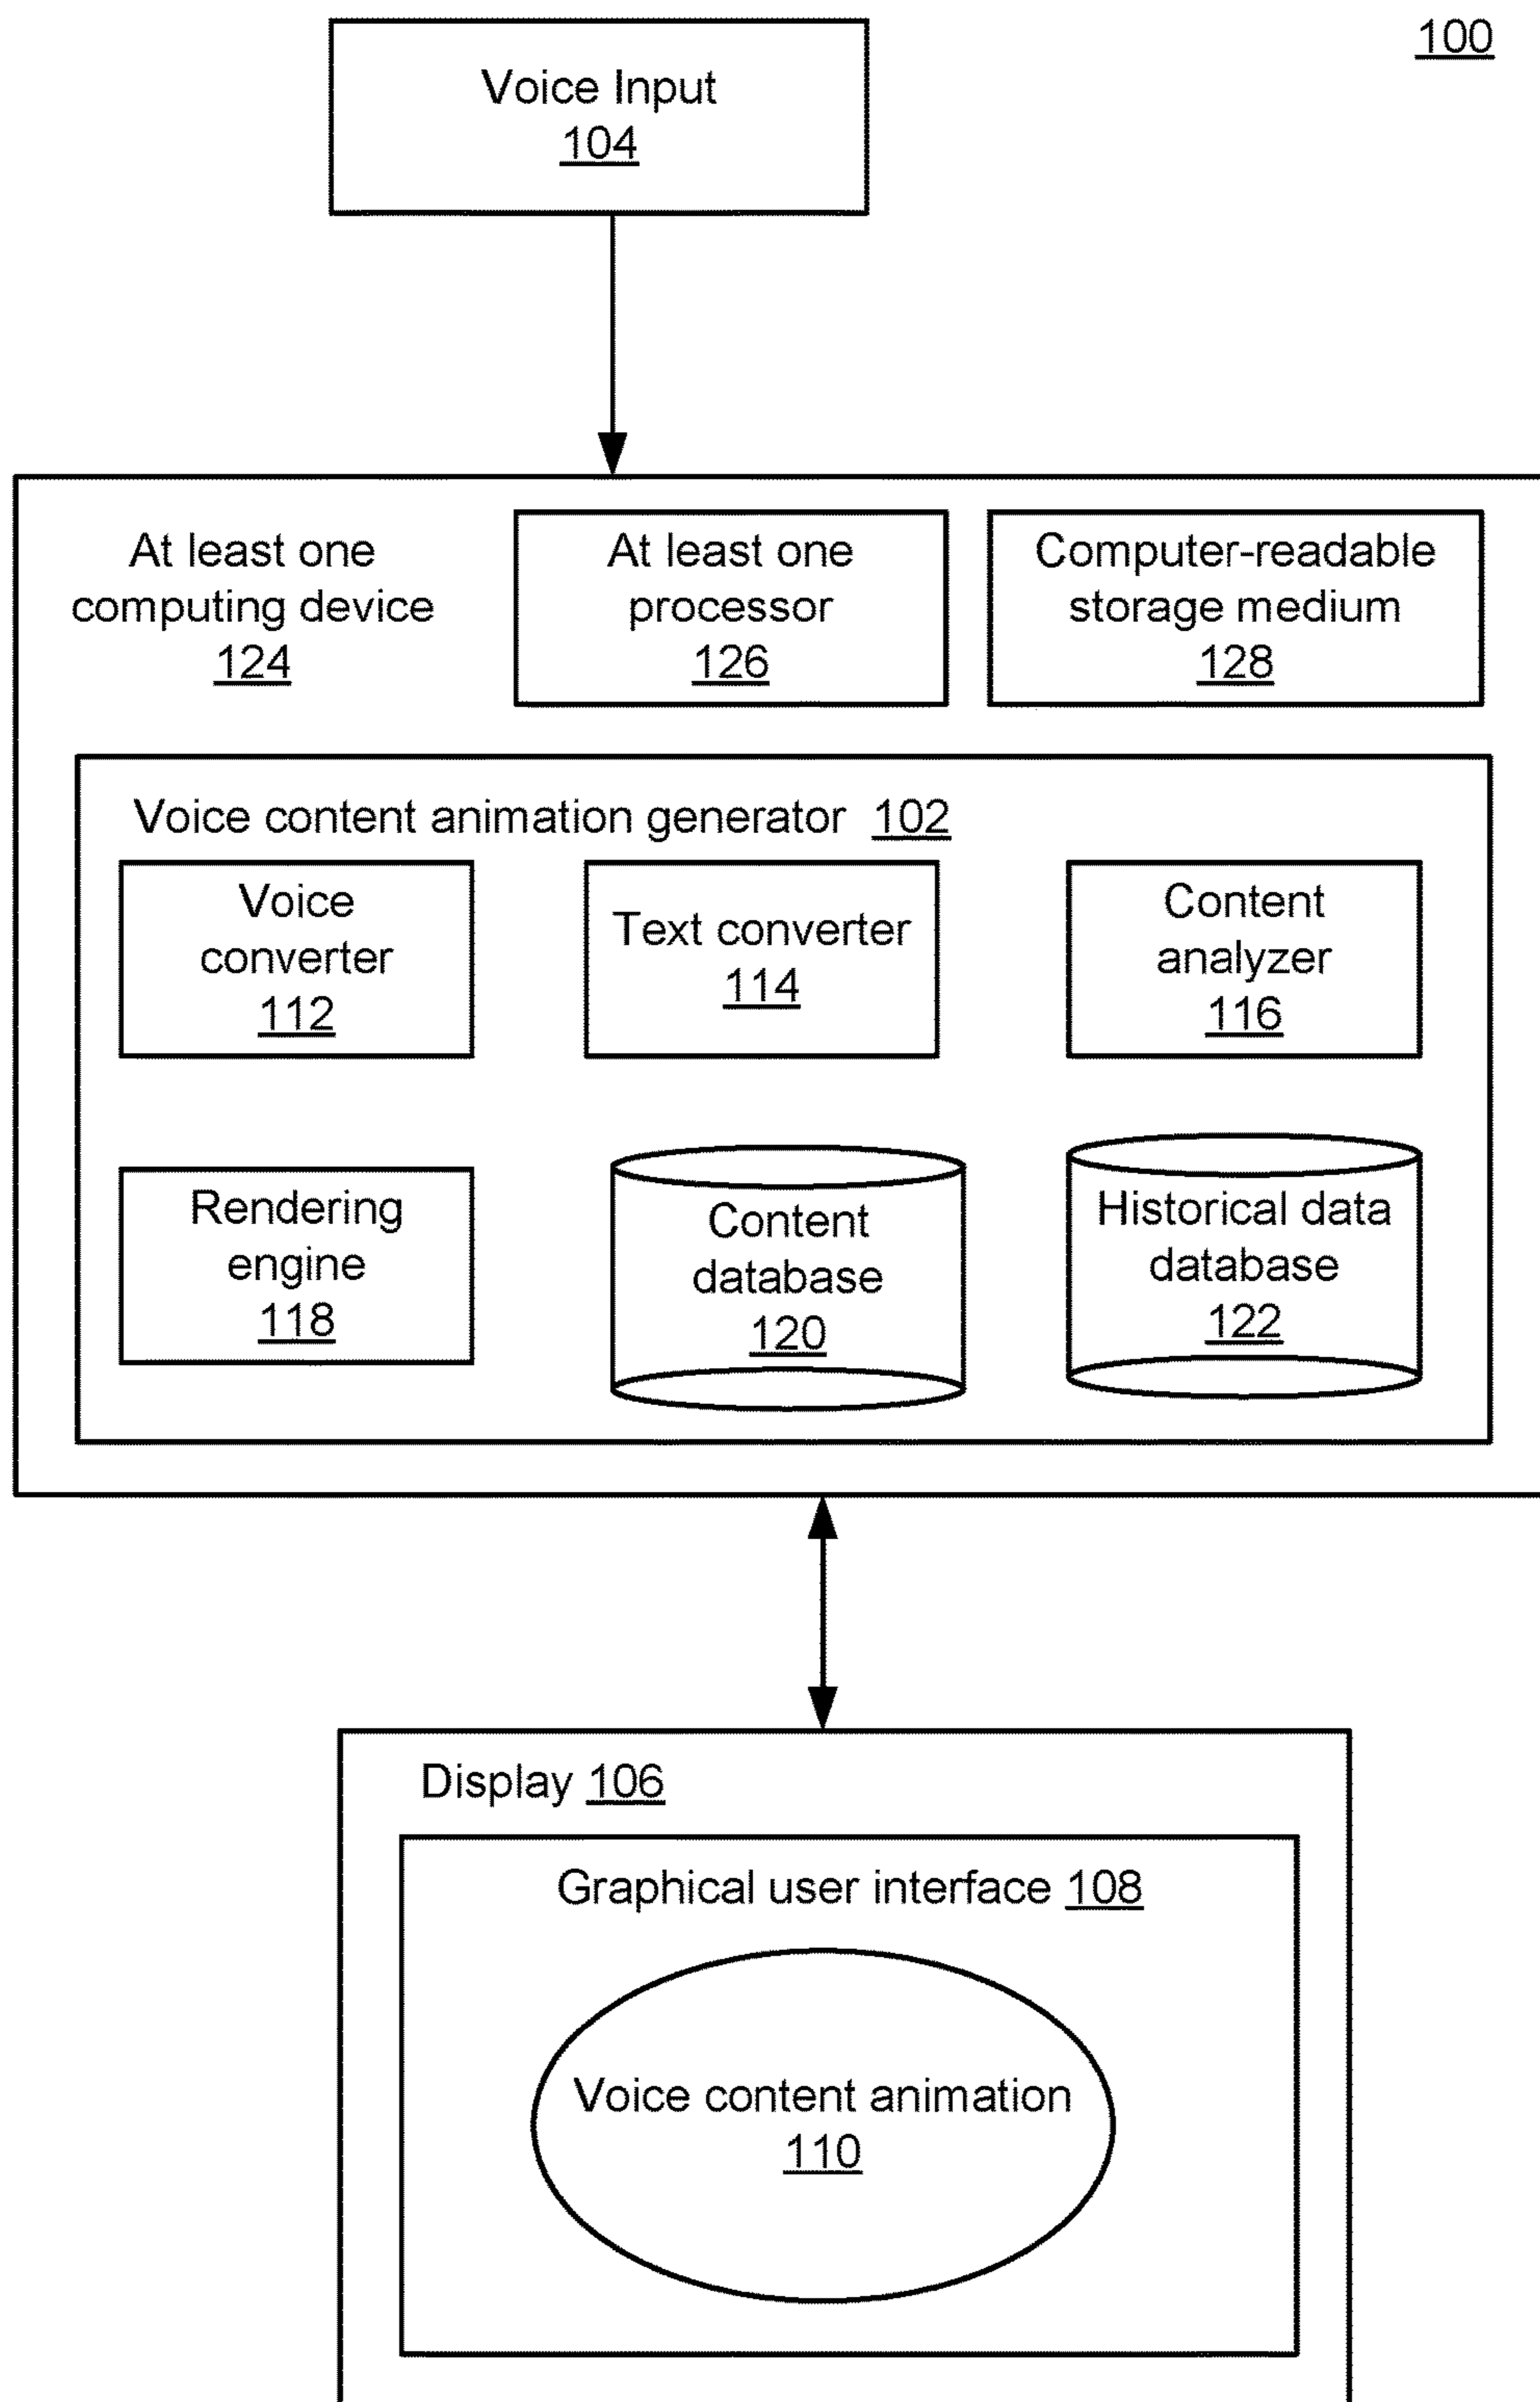 100
Voice Input
104
At least one
computing device
124
At least one
processor
126
Computer-readable
storage medium
128
Voice content animation generator 102
Voice
converter
112
Text converter
114
Content
analyzer
116
Rendering
engine
118
Content
database
120
Historical data
database
122
Display 106
Graphical user interface 108
Voice content animation
110